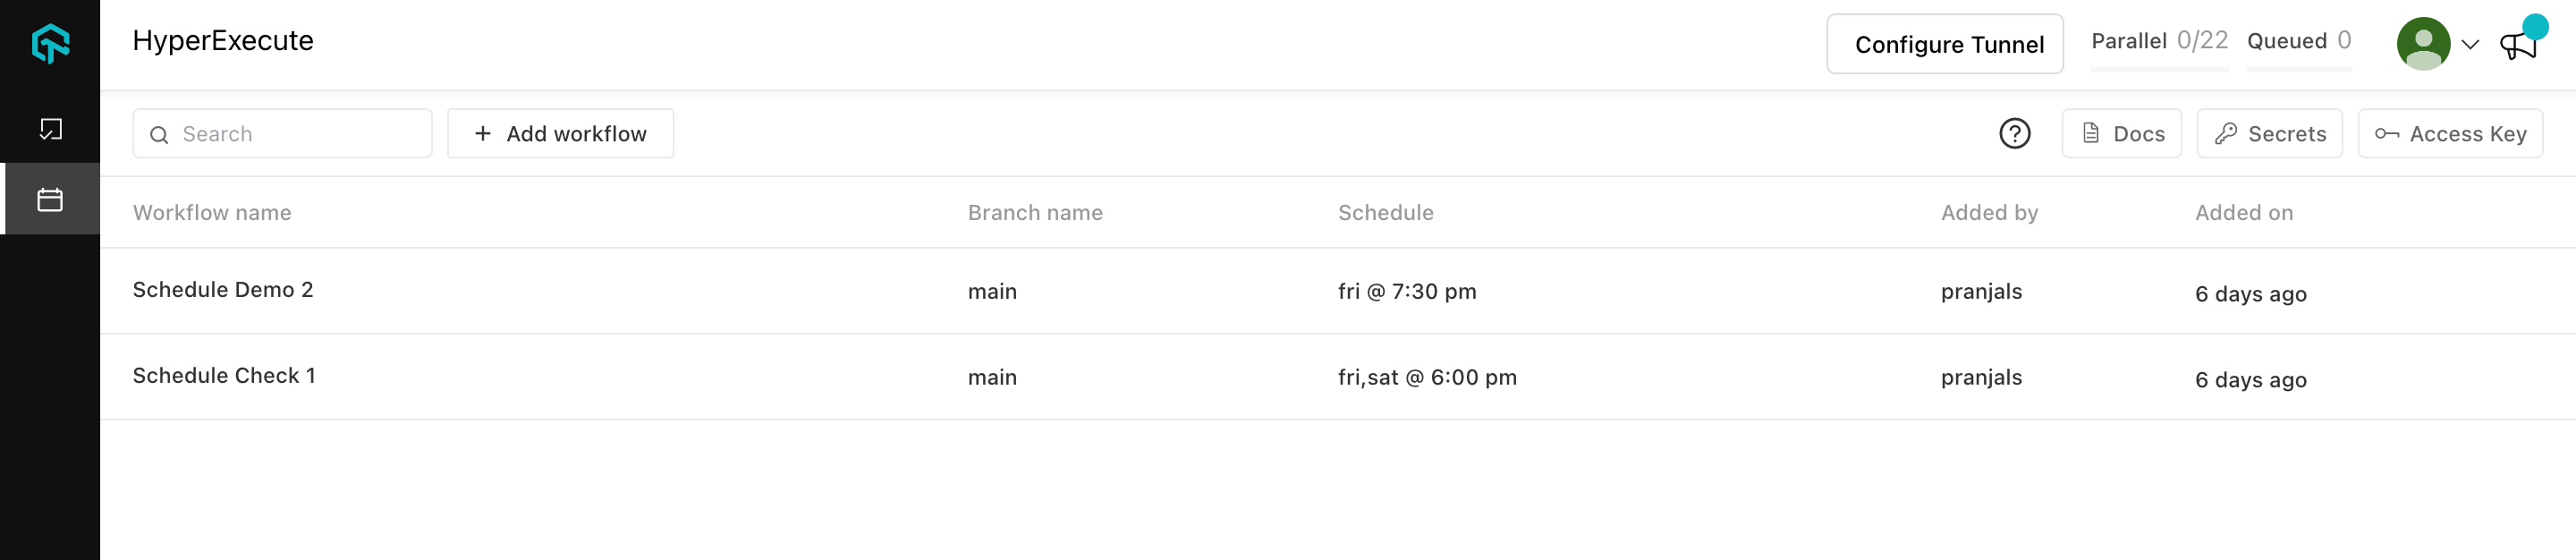 HyperExecute
Configure Tunnel
Parallel 0/22
Queued 0
Search
Add workflow
Docs
Secrets
Access Key
Workflow name Branch name Schedule Added by Added on
Schedule Demo 2 main fri @ 7:30 pm pranjals 6 days ago
Schedule Check 1 main fri,sat @ 6:00 pm pranjals 6 days ago